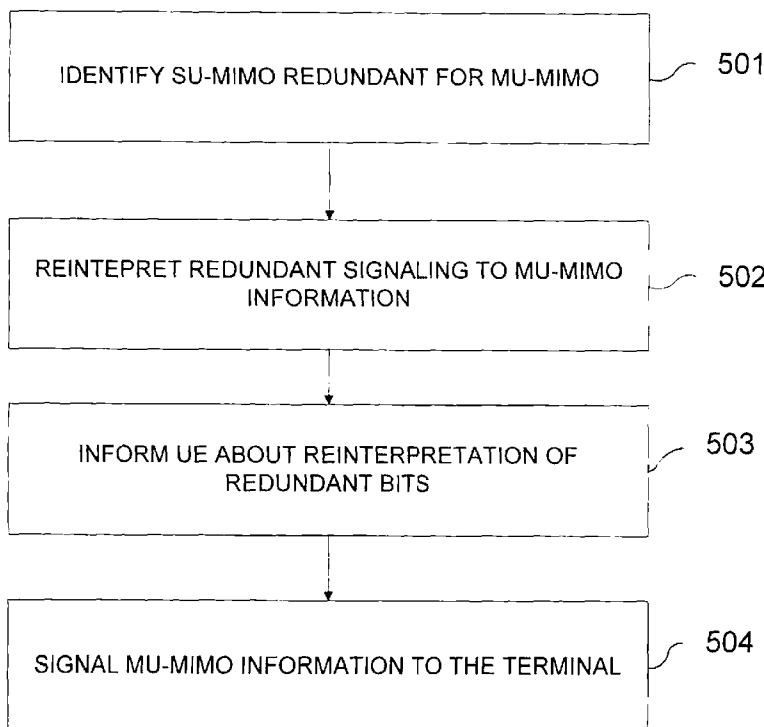 IDENTIFY SU-MIMO REDUNDANT FOR MU-MIMO
501
REINTEPRET REDUNDANT SIGNALING TO MU-MIMO
INFORMATION
502
INFORM UE ABOUT REINTERPRETATION OF
REDUNDANT BITS
503
SIGNAL MU-MIMO INFORMATION TO THE TERMINAL
504